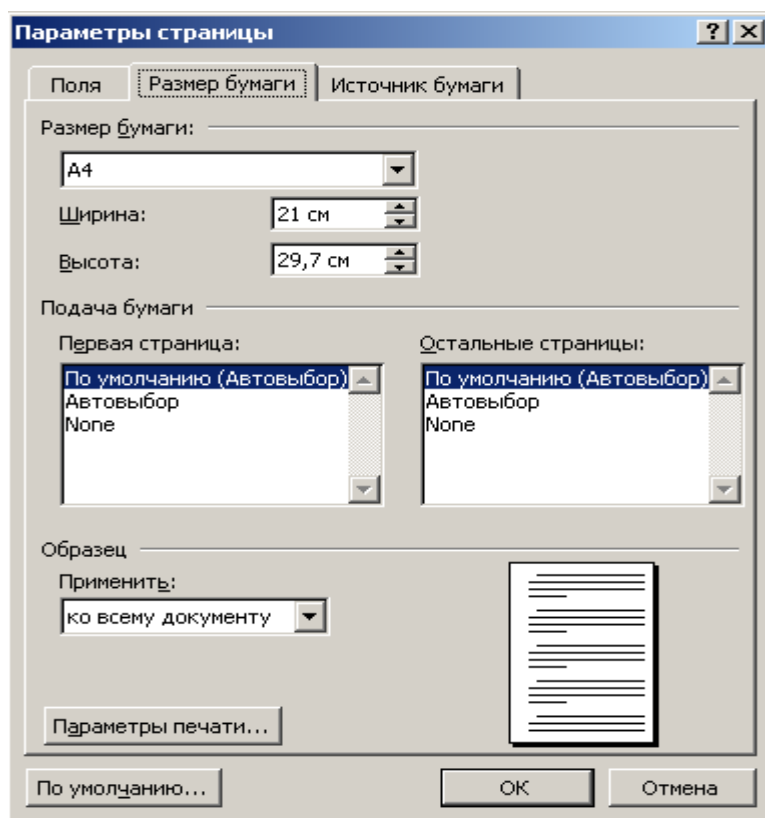 Параметры страницы
Поля Размер бумаги Источник бумаги
Размер бумаги:
A4
Ширина: 21 см
Высота: 29,7 см
Подача бумаги
Первая страница: Остальные страницы:
По умолчанию (Автовыбор) По умолчанию (Автовыбор)
Автовыбор Автовыбор
None None
Образец
Применить:
ко всему документу
Параметры печати...
По умолчанию... ОК Отмена